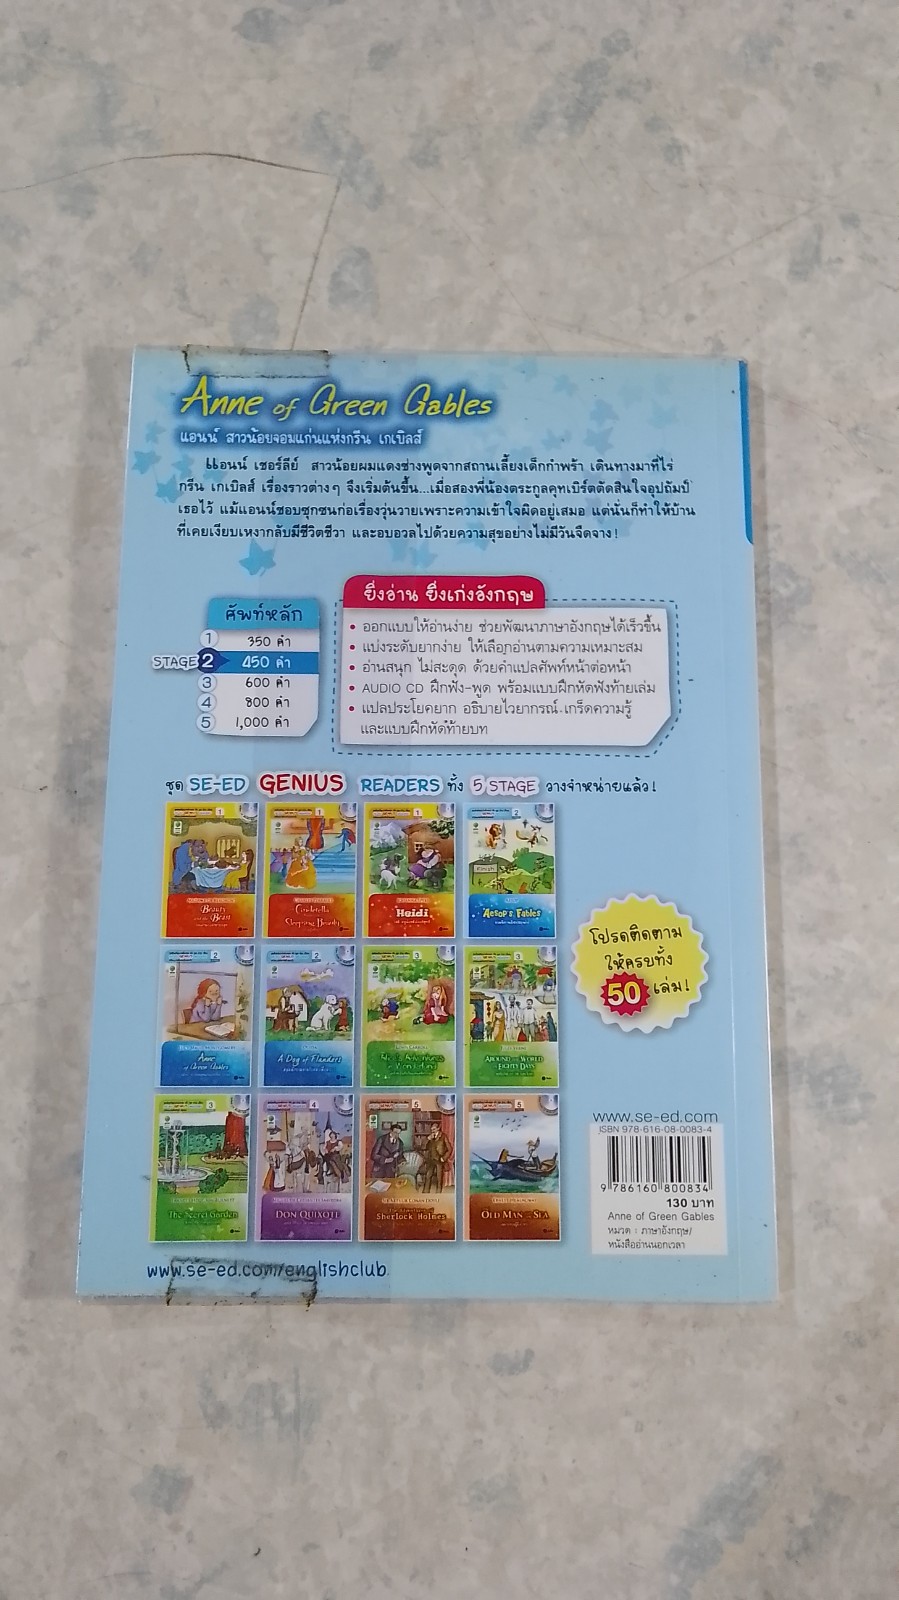 Anne of Green Gables
แอนน์ สาวน้อยจอมแก่นแห่งกรีน เกเบิลส์
แอนน์ เชอร์ลีย์ สาวน้อยผมแดงช่างพูดจากสถานเลี้ยงเด็กกำพร้า เดินทางมาที่ไร่
กรีน เกเบิลส์ เรื่องราวต่างๆ จึงเริ่มต้นขึ้น...เมื่อสองพี่น้องตระกูลคุทเบิร์ตตัดสินใจอุปถัมป์
เธอไว้ แม้แอนน์ชอบซุกซนก่อเรื่องวุ่นวายเพราะความเข้าใจผิดอยู่เสมอ แต่นั่นก็ทำให้บ้าน
ที่เคยเงียบเหงากลับมีชีวิตชีวา และอบอวลไปด้วยความสุขอย่างไม่มีวันจืดจาง!
ศัพท์หลัก
1 350 คำ
STAGE 2 450 คำ
3 600 คำ
4 800 คำ
5 1,000 คำ
ยิ่งอ่าน ยิ่งเก่งอังกฤษ
• ออกแบบให้อ่านง่าย ช่วยพัฒนาภาษาอังกฤษได้เร็วขึ้น
• แบ่งระดับยากง่าย ให้เลือกอ่านตามความเหมาะสม
• อ่านสนุก ไม่สะดุด ด้วยคำแปลศัพท์หน้าต่อหน้า
• AUDIO CD ฝึกฟัง-พูด พร้อมแบบฝึกหัดฟังท้ายเล่ม
• แปลประโยคยาก อธิบายไวยากรณ์ เกร็ดความรู้
และแบบฝึกหัดท้ายบท
ชุด SE-ED GENIUS READERS ทั้ง 5 STAGE วางจำหน่ายแล้ว!
1
Beauty and the Beast
1
Cinderella
Sleeping Beauty
1
Heidi
2
Aesop's Fables
2
Anne
of Green Gables
2
A Dog of Flanders
3
3
Around the World
in Eighty Days
3
The Secret Garden
4
Don Quixote
5
Sherlock Holmes
5
Old Man and the Sea
โปรดติดตาม
ให้ครบทั้ง
50 เล่ม!
www.se-ed.com
ISBN 978-616-08-0083-4
9 786160 800834
130 บาท
Anne of Green Gables
หมวด : ภาษาอังกฤษ/
หนังสืออ่านนอกเวลา
www.se-ed.com/englishclub